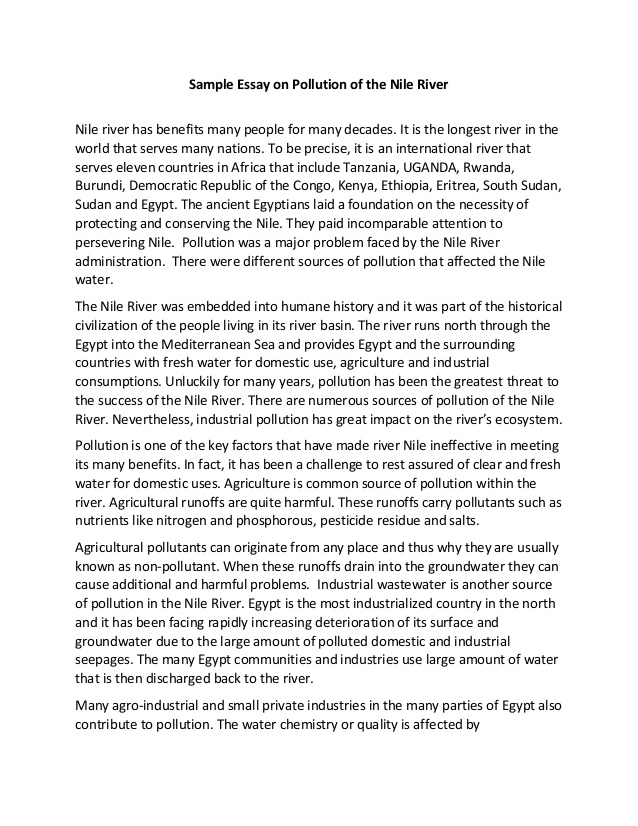 Sample Essay on Pollution of the Nile River
Nile river has benefits many people for many decades. It is the longest river in the
world that serves many nations. To be precise, it is an international river that
serves eleven countries in Africa that include Tanzania, UGANDA, Rwanda,
Burundi, Democratic Republic of the Congo, Kenya, Ethiopia, Eritrea, South Sudan,
Sudan and Egypt. The ancient Egyptians laid a foundation on the necessity of
protecting and conserving the Nile. They paid incomparable attention to
persevering Nile.  Pollution was a major problem faced by the Nile River
administration.  There were different sources of pollution that affected the Nile
water.
The Nile River was embedded into humane history and it was part of the historical
civilization of the people living in its river basin. The river runs north through the
Egypt into the Mediterranean Sea and provides Egypt and the surrounding
countries with fresh water for domestic use, agriculture and industrial
consumptions. Unluckily for many years, pollution has been the greatest threat to
the success of the Nile River. There are numerous sources of pollution of the Nile
River. Nevertheless, industrial pollution has great impact on the river’s ecosystem.
Pollution is one of the key factors that have made river Nile ineffective in meeting
its many benefits. In fact, it has been a challenge to rest assured of clear and fresh
water for domestic uses. Agriculture is common source of pollution within the
river. Agricultural runoffs are quite harmful. These runoffs carry pollutants such as
nutrients like nitrogen and phosphorous, pesticide residue and salts.
Agricultural pollutants can originate from any place and thus why they are usually
known as non-pollutant. When these runoffs drain into the groundwater they can
cause additional and harmful problems.  Industrial wastewater is another source
of pollution in the Nile River. Egypt is the most industrialized country in the north
and it has been facing rapidly increasing deterioration of its surface and
groundwater due to the large amount of polluted domestic and industrial
seepages. The many Egypt communities and industries use large amount of water
that is then discharged back to the river.
Many agro-industrial and small private industries in the many parties of Egypt also
contribute to pollution. The water chemistry or quality is affected by